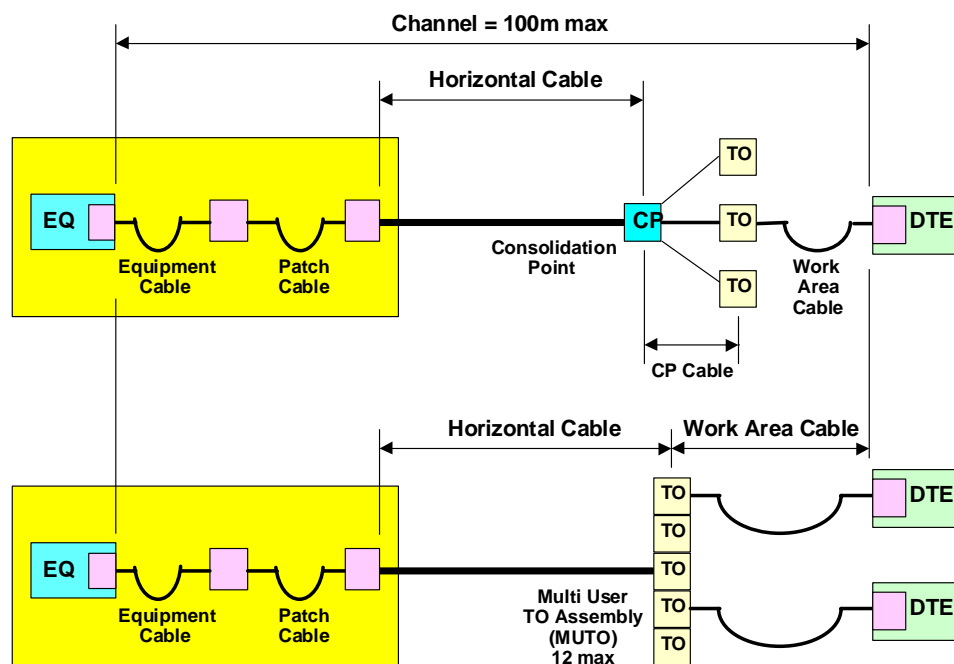 Channel = 100m max
Horizontal Cable
TO
EQ
CP
TO
DTE
Equipment
Cable
Patch
Cable
Consolidation
Point
TO
Work
Area
Cable
CP Cable
Horizontal Cable
Work Area Cable
TO
DTE
TO
EQ
TO
Equipment
Cable
Patch
Cable
Multi User
TO Assembly
(MUTO)
12 max
TO
DTE
TO